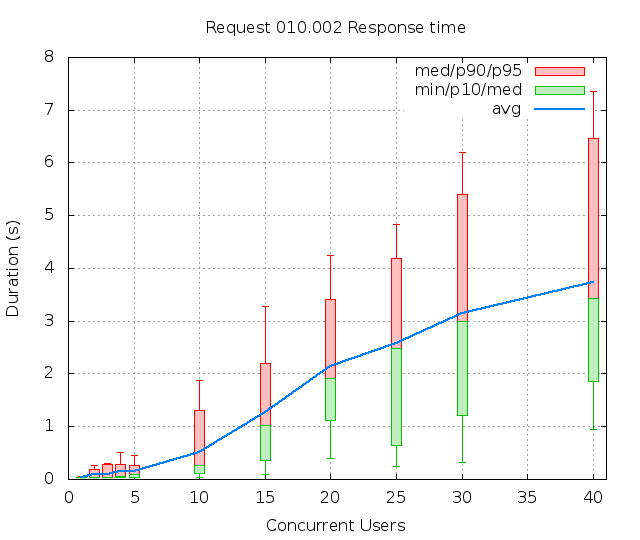 Request 010.002 Response time
med/p90/p95
min/p10/med
avg
8
7
6
5
4
3
2
1
0
Duration (s)
0 5 10 15 20 25 30 35 40
Concurrent Users